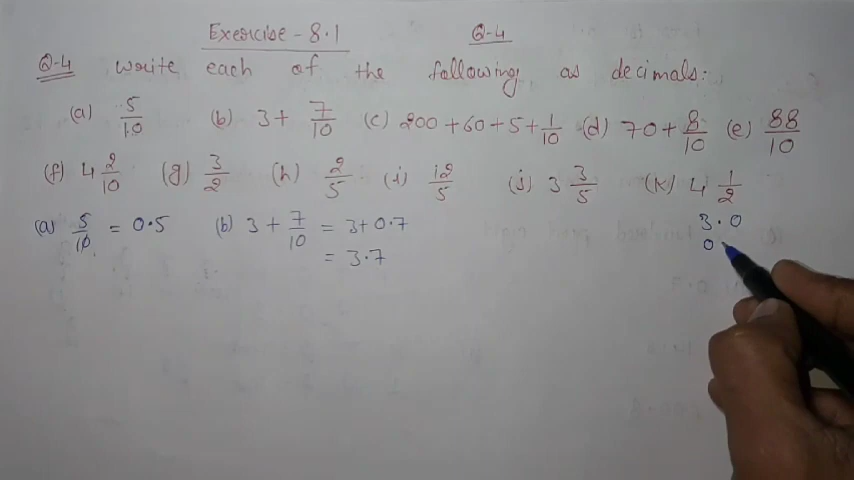 Exercise - 8.1 Q-4
Q-4 write each of the following as decimals:
(a) 5/10 (b) 3 + 7/10 (c) 200 + 60 + 5 + 1/10 (d) 70 + 8/10 (e) 88/10
(f) 4 2/10 (g) 3/2 (h) 2/5 (i) 12/5 (j) 3 3/5 (k) 4 1/2
(a) 5/10 = 0.5 (b) 3 + 7/10 = 3 + 0.7
= 3.7
3.0
0